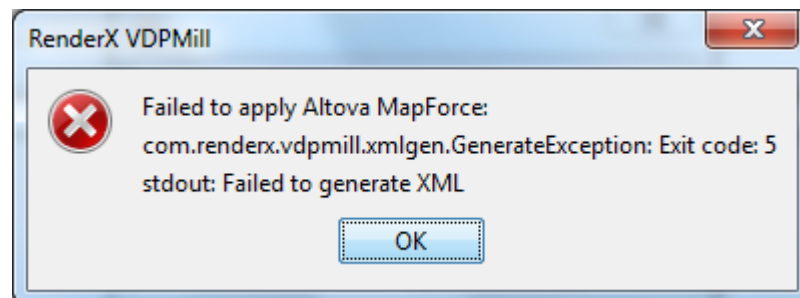 RenderX VDPMill
Failed to apply Altova MapForce:
com.renderx.vdpmill.xmlgen.GenerateException: Exit code: 5
stdout: Failed to generate XML
OK